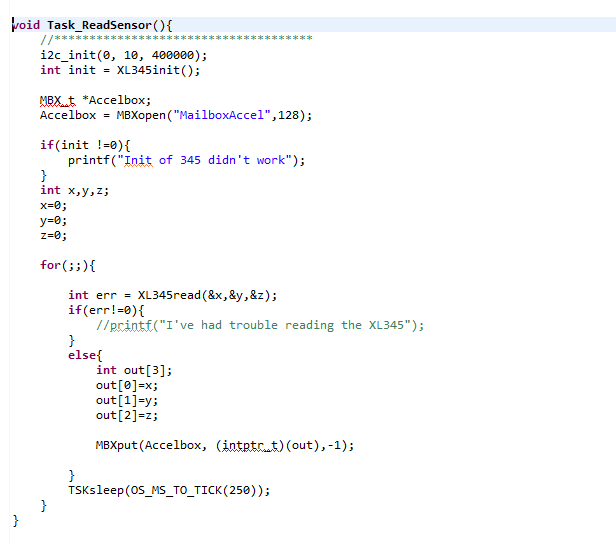 void Task_ReadSensor(){
    //*************************************
    i2c_init(0, 10, 400000);
    int init = XL345init();

    MBX_t *Accelbox;
    Accelbox = MBXopen("MailboxAccel",128);

    if(init !=0){
        printf("Init of 345 didn't work");
    }
    int x,y,z;
    x=0;
    y=0;
    z=0;

    for(;;){

        int err = XL345read(&x,&y,&z);
        if(err!=0){
            //printf("I've had trouble reading the XL345");
        }
        else{
            int out[3];
            out[0]=x;
            out[1]=y;
            out[2]=z;

            MBXput(Accelbox, (intptr_t)(out),-1);

        }
        TSKsleep(OS_MS_TO_TICK(250));
    }
}